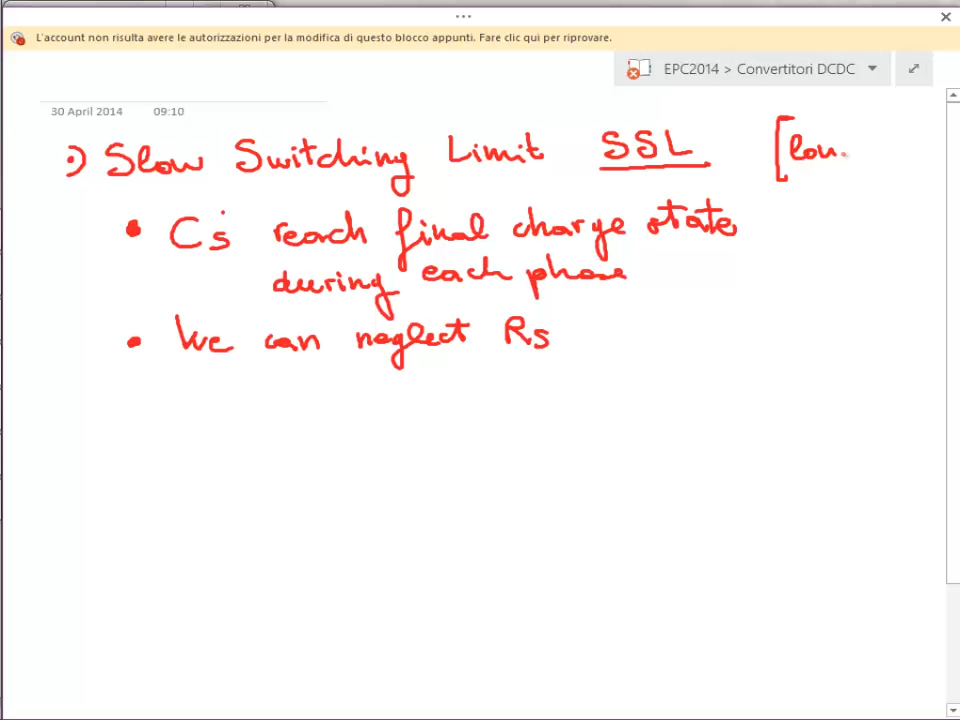 L'account non risulta avere le autorizzazioni per la modifica di questo blocco appunti. Fare clic qui per riprovare.
EPC2014 > Convertitori DCDC
30 April 2014 09:10
•) Slow Switching Limit SSL [low
• Cs reach final charge state
during each phase
• We can neglect Rs